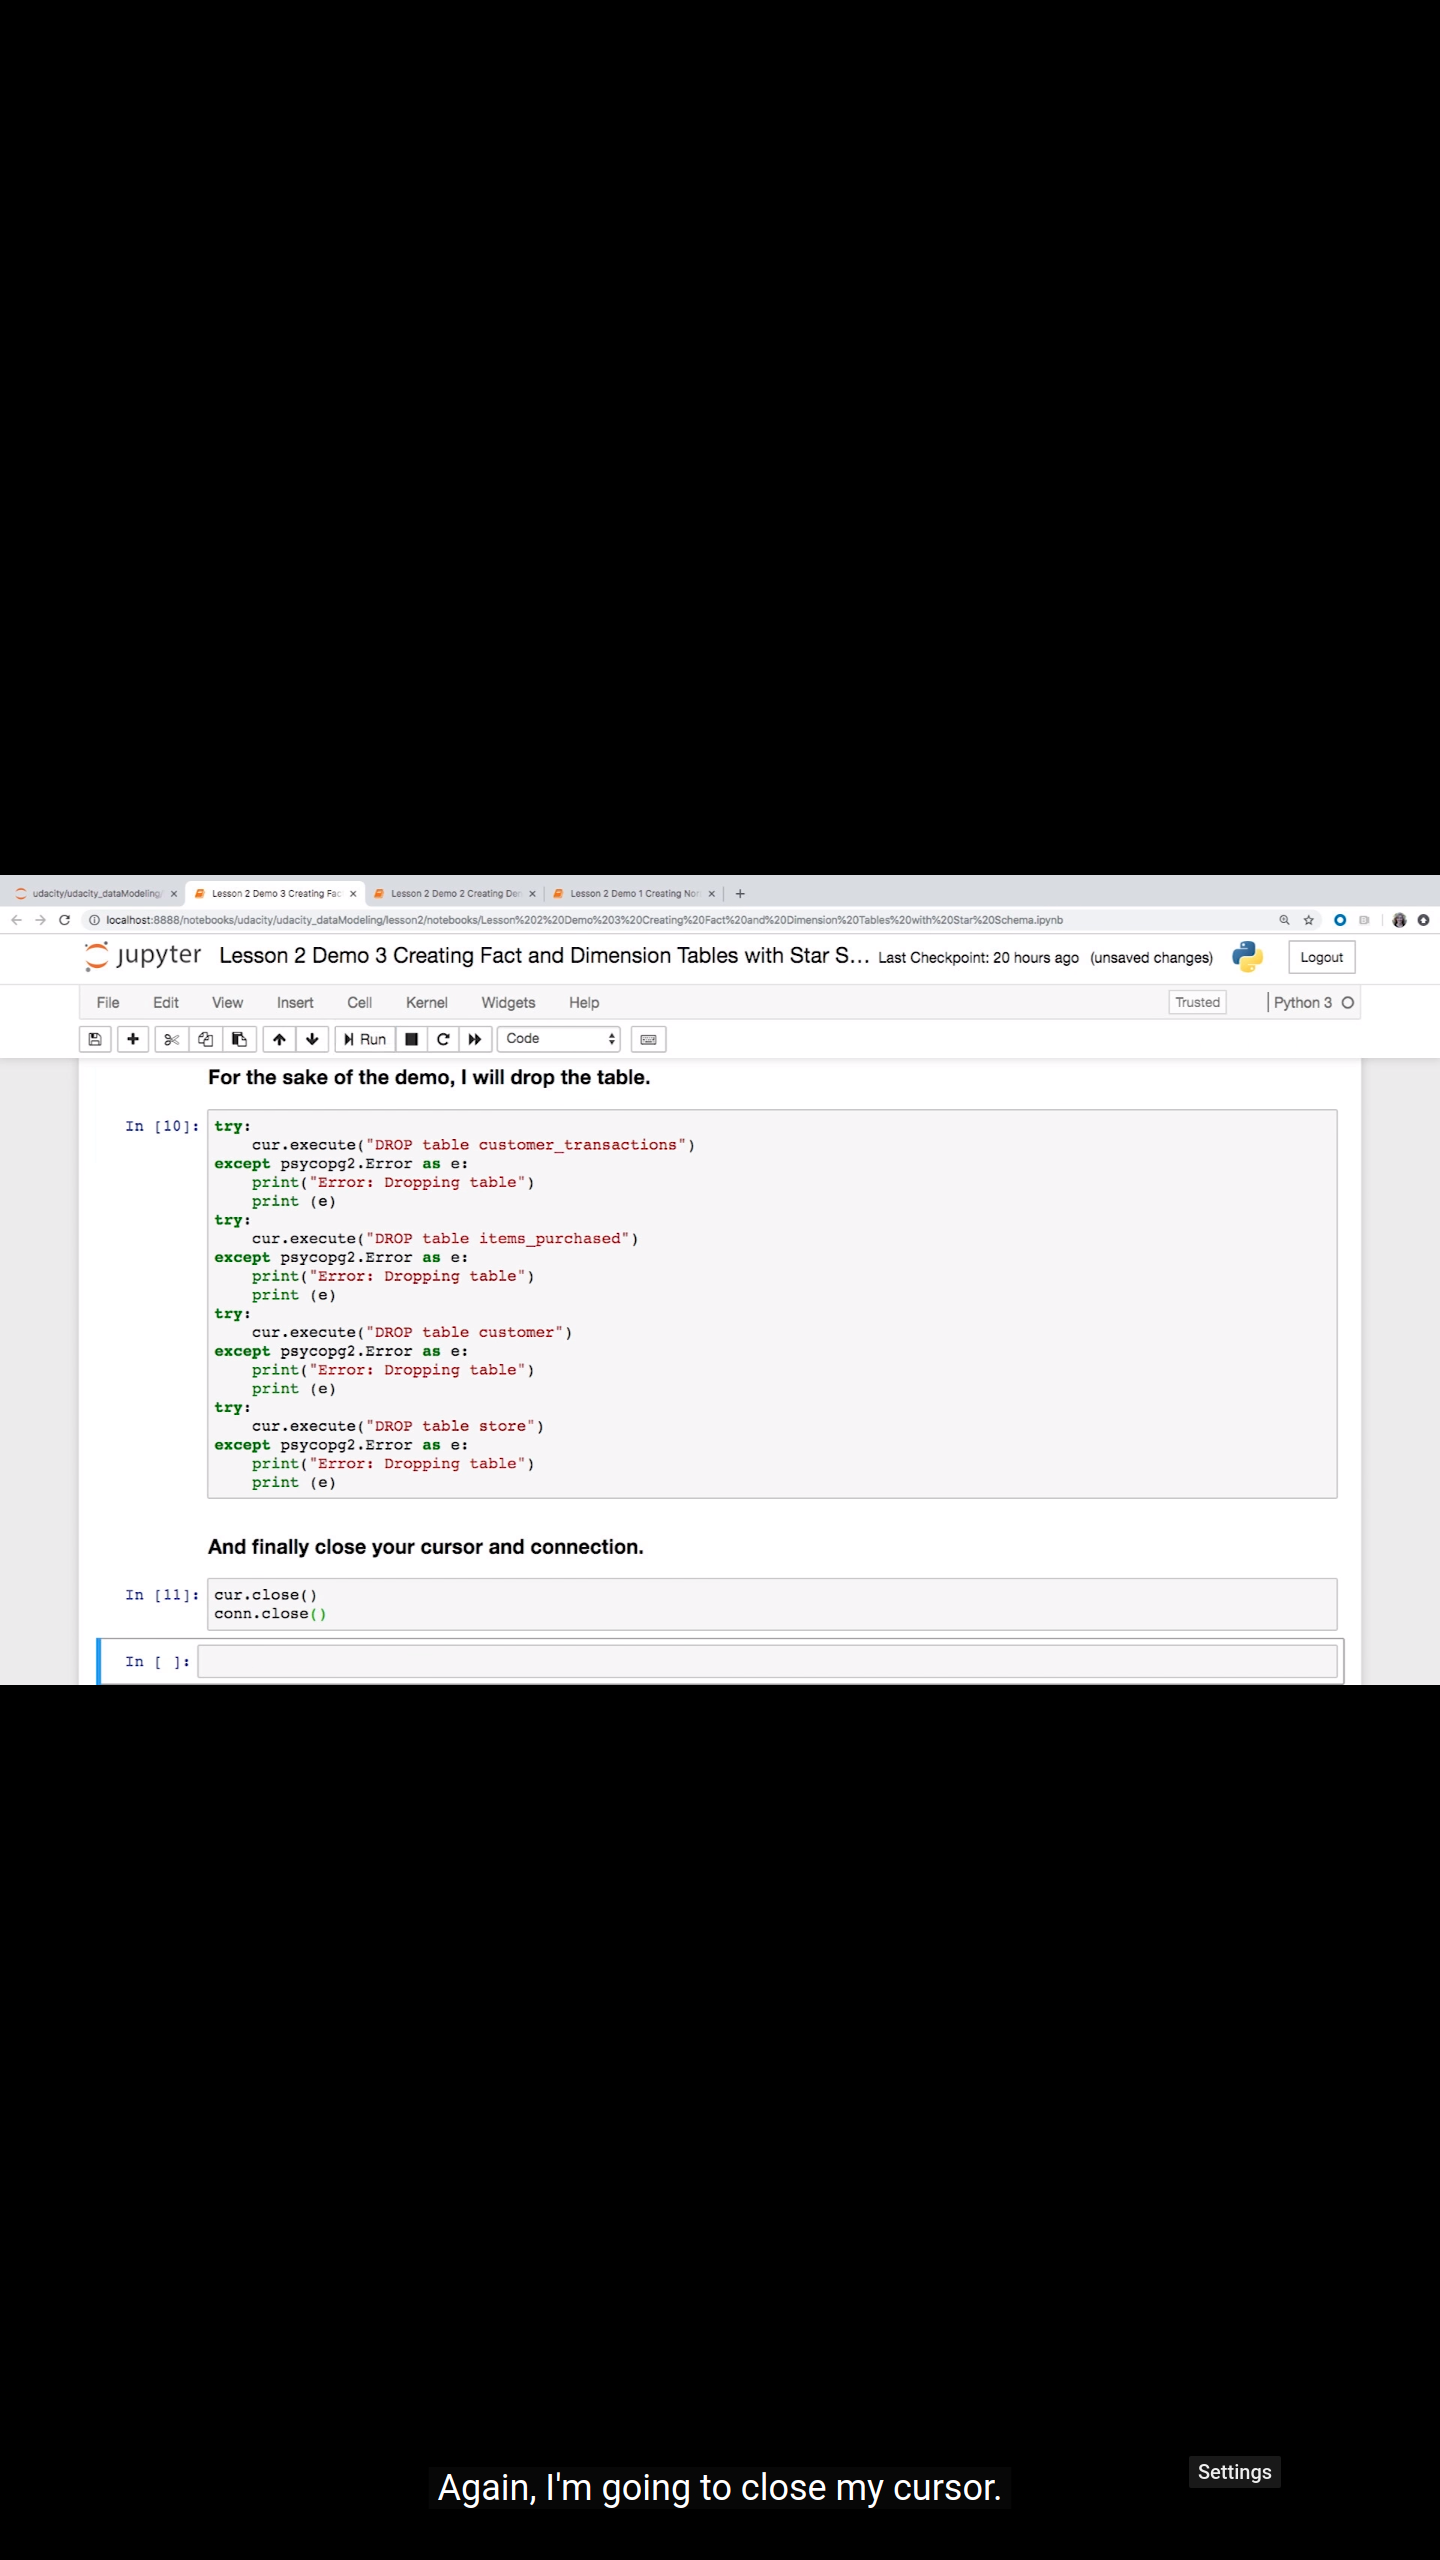 udacity/udacity_dataModeling/
Lesson 2 Demo 3 Creating Fac
Lesson 2 Demo 2 Creating De
Lesson 2 Demo 1 Creating No
localhost:8888/notebooks/udacity/udacity_dataModeling/lesson2/notebooks/Lesson%202%20Demo%203%20Creating%20Fact%20and%20Dimension%20Tables%20with%20Star%20Schema.ipynb
jupyter Lesson 2 Demo 3 Creating Fact and Dimension Tables with Star S... Last Checkpoint: 20 hours ago (unsaved changes) Logout
File Edit View Insert Cell Kernel Widgets Help Trusted Python 3
Run Code
For the sake of the demo, I will drop the table.
In [10]: try:
cur.execute("DROP table customer_transactions")
except psycopg2.Error as e:
print("Error: Dropping table")
print (e)
try:
cur.execute("DROP table items_purchased")
except psycopg2.Error as e:
print("Error: Dropping table")
print (e)
try:
cur.execute("DROP table customer")
except psycopg2.Error as e:
print("Error: Dropping table")
print (e)
try:
cur.execute("DROP table store")
except psycopg2.Error as e:
print("Error: Dropping table")
print (e)
And finally close your cursor and connection.
In [11]: cur.close()
conn.close()
In [ ]:
Settings
Again, I'm going to close my cursor.